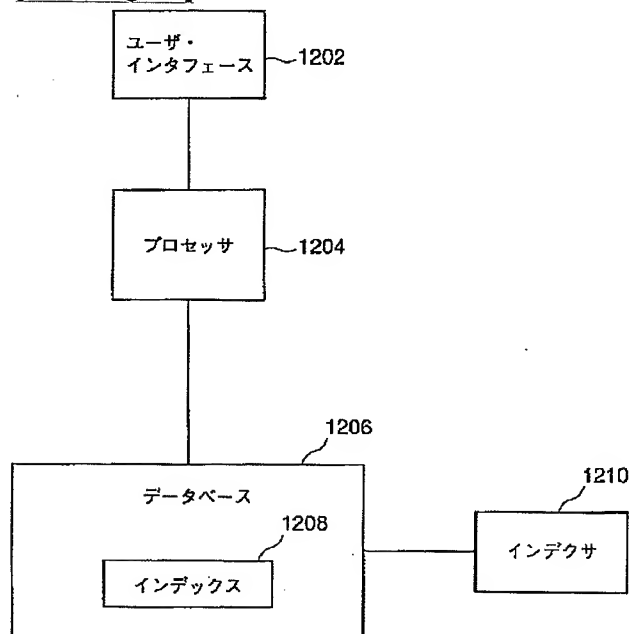 ユーザ・
インタフェース
1202
プロセッサ
1204
1206
データベース
1208
インデックス
1210
インデクサ